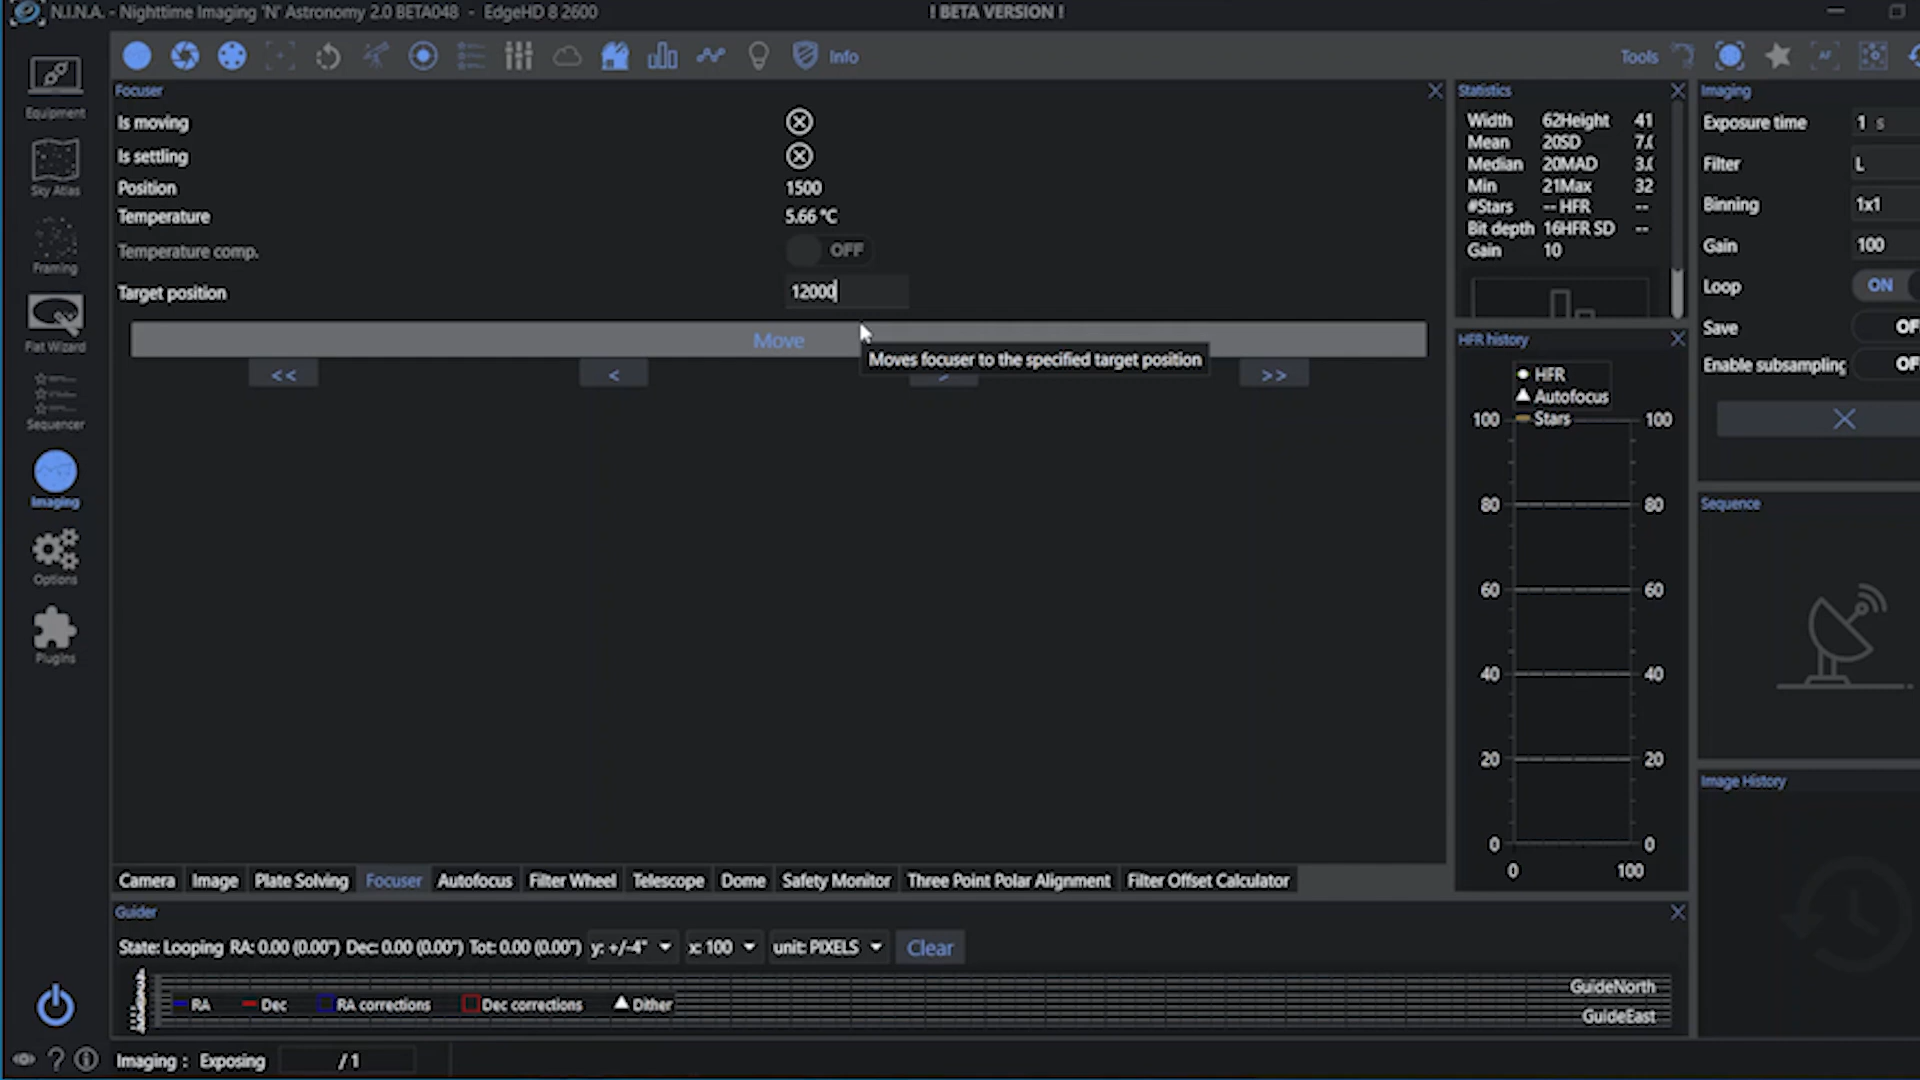 N.I.N.A. - Nighttime Imaging 'N' Astronomy 2.0 BETA048 - EdgeHD 8 2600
! BETA VERSION !
Info
Tools
Equipment
Sky Atlas
Framing
Flat Wizard
Sequencer
Imaging
Options
Plugins
Focuser
Is moving
Is settling
Position 1500
Temperature 5.66 °C
Temperature comp. OFF
Target position 12000
Move
Moves focuser to the specified target position
<< < > >>
Statistics
Width 62 Height 41
Mean 20 SD
Median 20 MAD
Min 21 Max 32
#Stars -- HFR --
Bit depth 16 HFR SD --
Gain 10
HFR history
HFR
Autofocus
Stars
100 100
80 80
60 60
40 40
20 20
0 0
0 100
Imaging
Exposure time 1 s
Filter L
Binning 1x1
Gain 100
Loop ON
Save
Enable subsampling
Sequence
Image History
Camera Image Plate Solving Focuser Autofocus Filter Wheel Telescope Dome Safety Monitor Three Point Polar Alignment Filter Offset Calculator
Guider
State: Looping RA: 0.00 (0.00") Dec: 0.00 (0.00") Tot: 0.00 (0.00") y: +/-4" x: 100 unit: PIXELS Clear
RA Dec RA corrections Dec corrections Dither
GuideNorth
GuideEast
Imaging : Exposing / 1